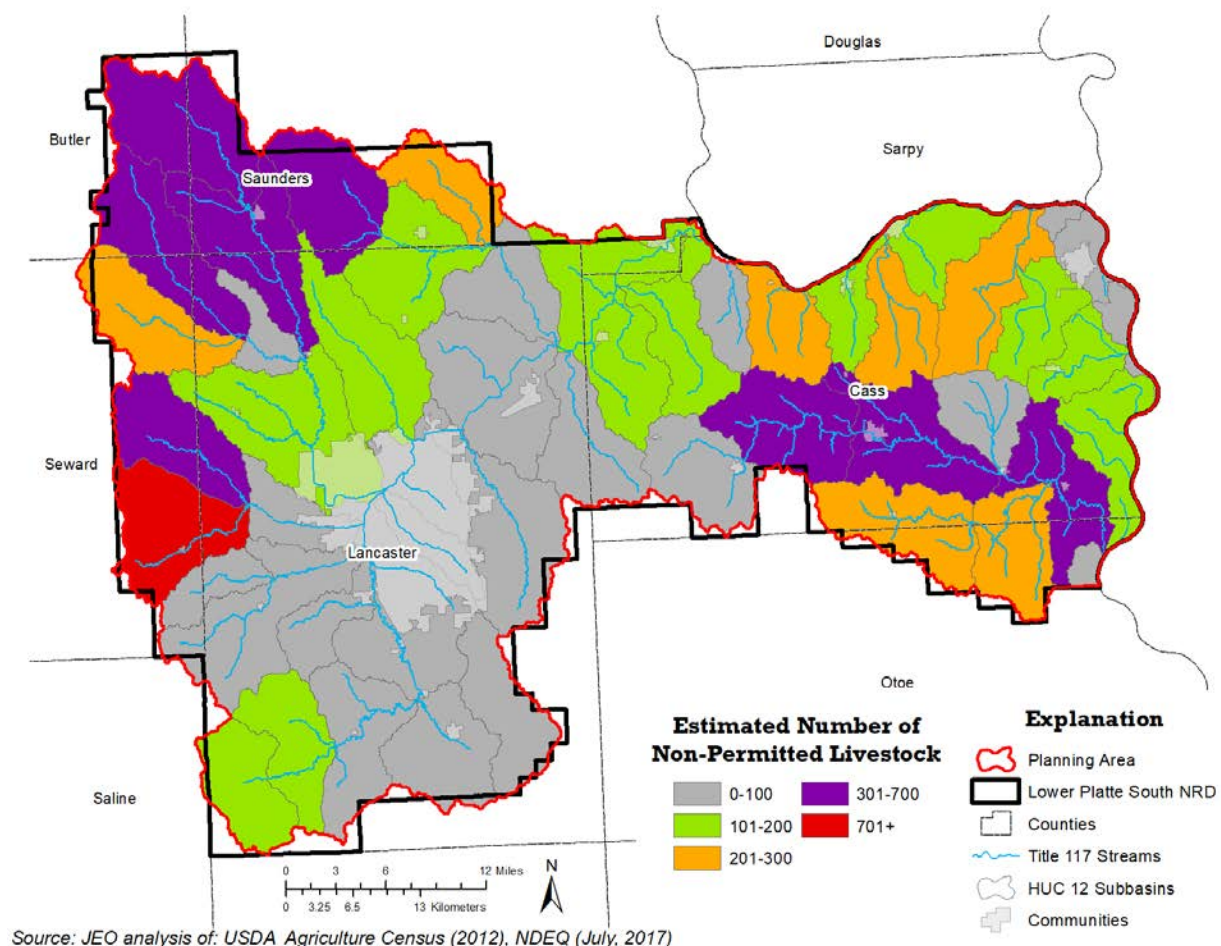 Douglas
Sarpy
Butler
Saunders
Cass
Seward
Lancaster
Otoe
Saline
Estimated Number of
Non-Permitted Livestock
0-100
101-200
201-300
301-700
701+
Explanation
Planning Area
Lower Platte South NRD
Counties
Title 117 Streams
HUC 12 Subbasins
Communities
0 3 6 12 Miles
0 3.25 6.5 13 Kilometers
N
Source: JEO analysis of: USDA Agriculture Census (2012), NDEQ (July, 2017)